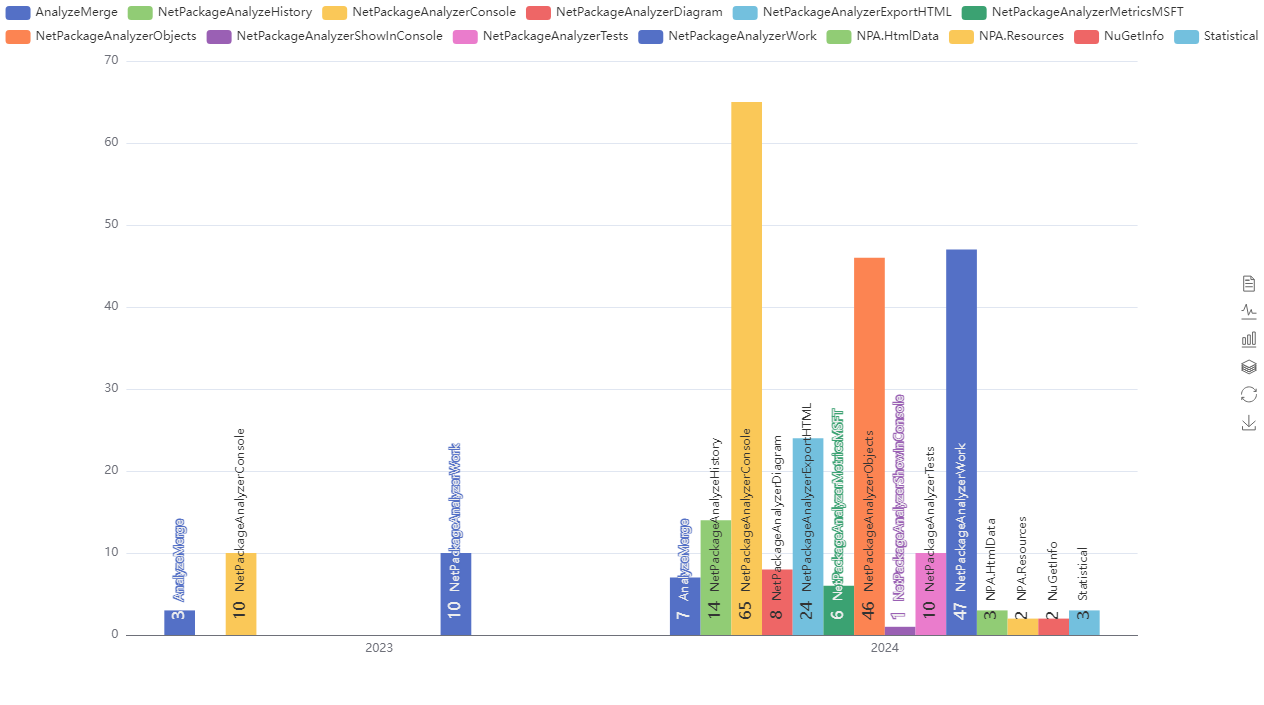 AnalyzeMerge NetPackageAnalyzeHistory NetPackageAnalyzerConsole NetPackageAnalyzerDiagram NetPackageAnalyzerExportHTML NetPackageAnalyzerMetricsMSFT
NetPackageAnalyzerObjects NetPackageAnalyzerShowInConsole NetPackageAnalyzerTests NetPackageAnalyzerWork NPA.HtmlData NPA.Resources NuGetInfo Statistical
70
60
50
40
30
20
10
0
3 AnalyzeMerge
10 NetPackageAnalyzerConsole
10 NetPackageAnalyzerWork
7 AnalyzeMerge
14 NetPackageAnalyzeHistory
65 NetPackageAnalyzerConsole
8 NetPackageAnalyzerDiagram
24 NetPackageAnalyzerExportHTML
6 NetPackageAnalyzerMetricsMSFT
46 NetPackageAnalyzerObjects
1 NetPackageAnalyzerShowInConsole
10 NetPackageAnalyzerTests
47 NetPackageAnalyzerWork
3 NPA.HtmlData
2 NPA.Resources
2 NuGetInfo
3 Statistical
2023
2024